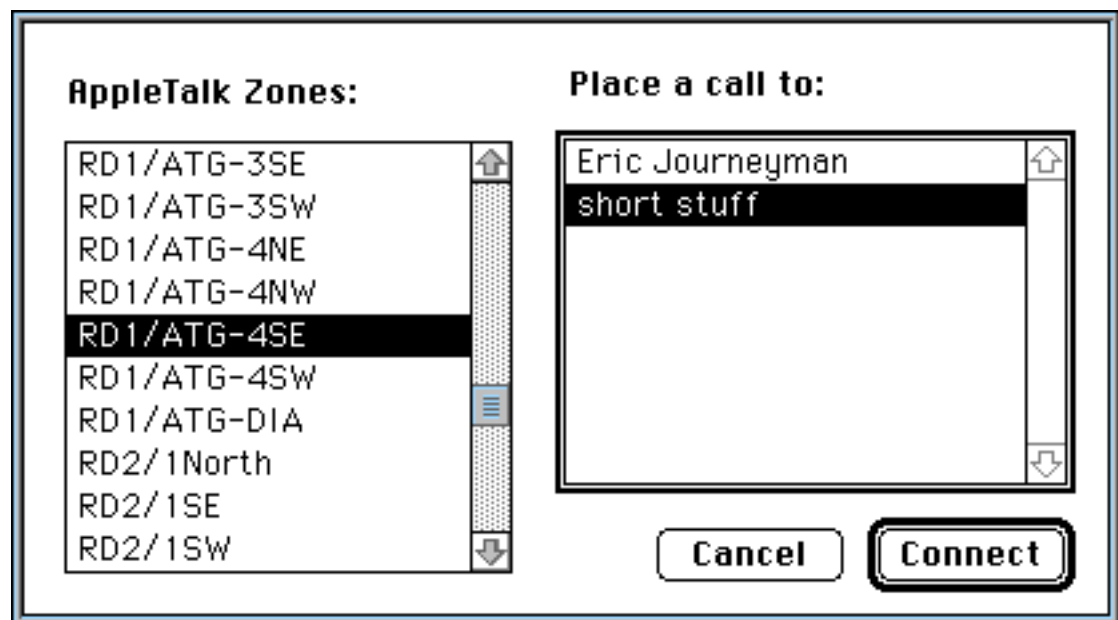 AppleTalk Zones:
RD1/ATG-3SE
RD1/ATG-3SW
RD1/ATG-4NE
RD1/ATG-4NW
RD1/ATG-4SE
RD1/ATG-4SW
RD1/ATG-DIA
RD2/1North
RD2/1SE
RD2/1SW
Place a call to:
Eric Journeyman
short stuff
Cancel
Connect